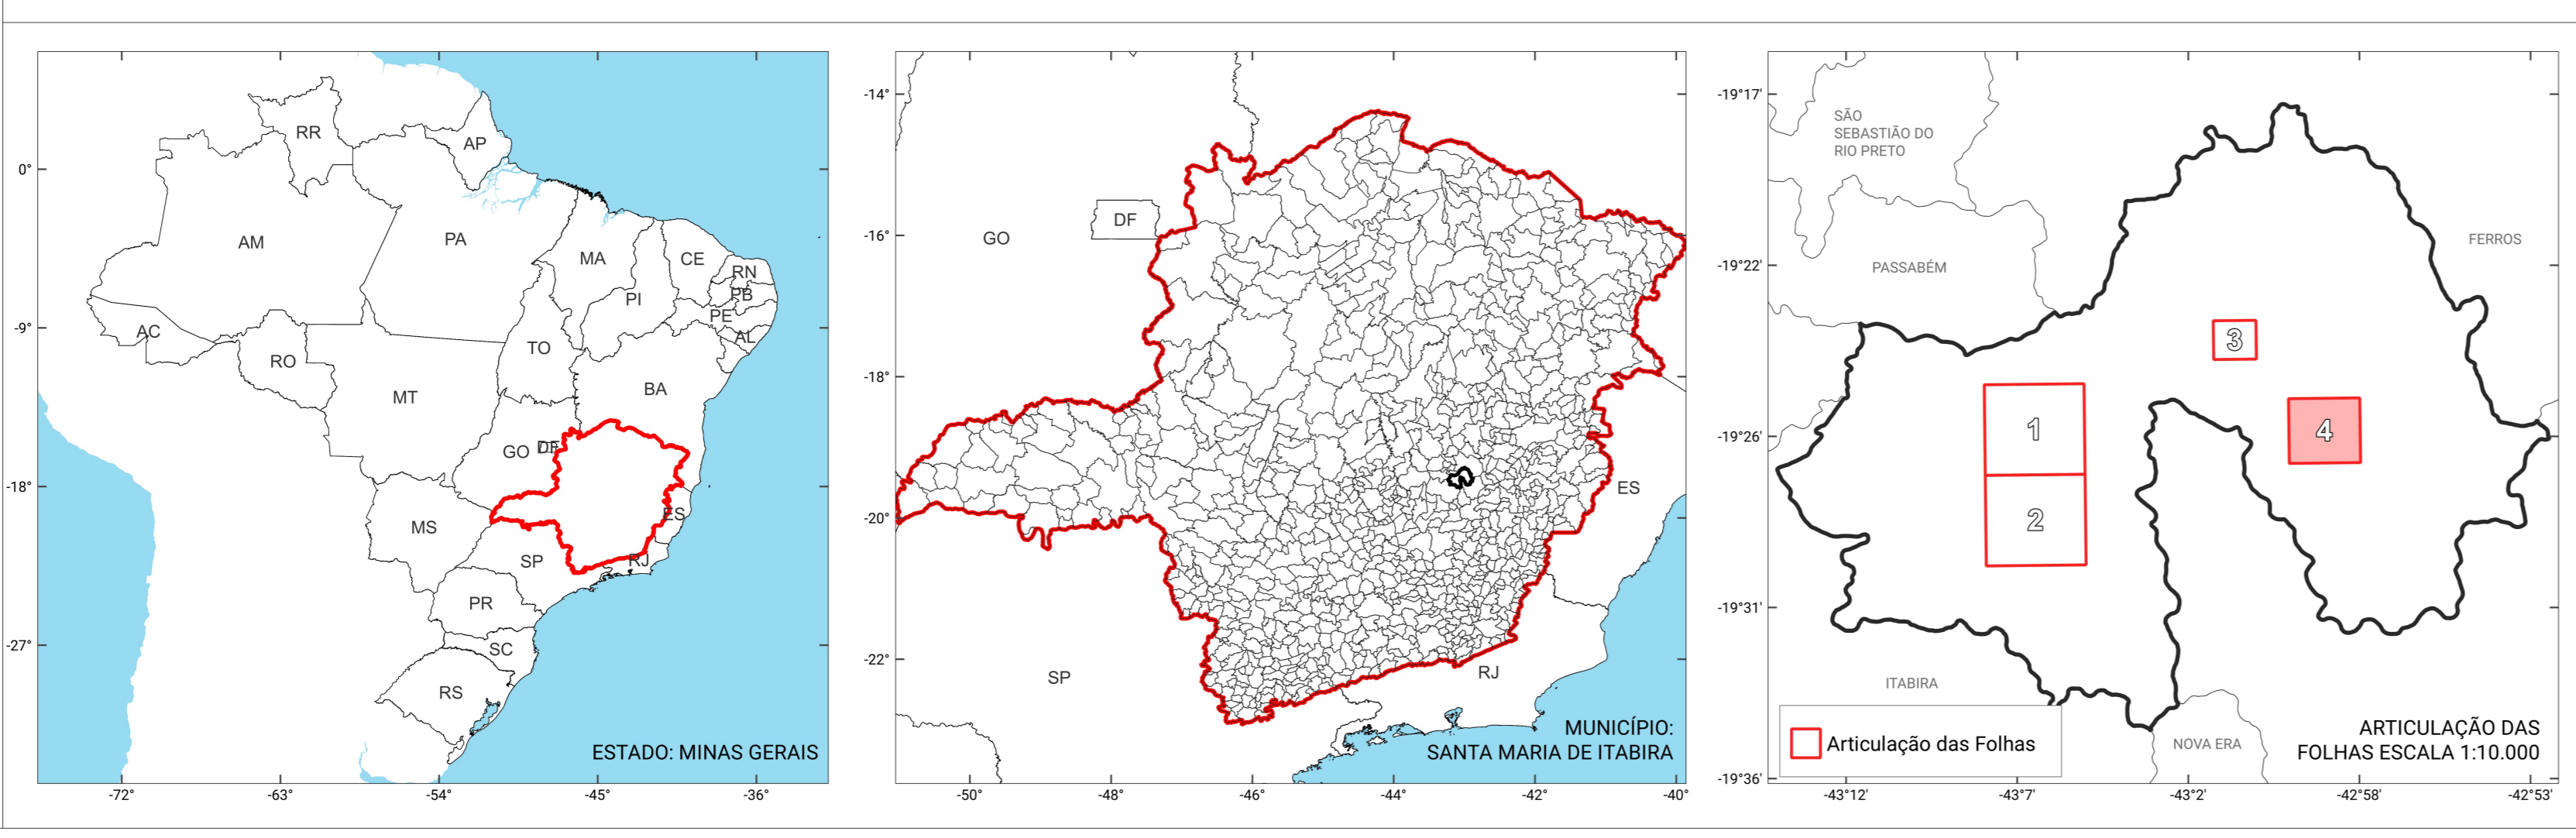 RR
AP
0°
AM
PA
MA
CE
RN
PB
PI
PE
AL
-9°
AC
RO
TO
MT
BA
GO
DF
-18°
MS
ES
SP
RJ
PR
-27°
SC
RS
ESTADO: MINAS GERAIS
-72°
-63°
-54°
-45°
-36°
-14°
DF
-16°
GO
-18°
ES
-20°
-22°
SP
RJ
MUNICÍPIO:
SANTA MARIA DE ITABIRA
-50°
-48°
-46°
-44°
-42°
-40°
-19°17'
SÃO
SEBASTIÃO DO
RIO PRETO
FERROS
-19°22'
PASSABÉM
3
1
4
-19°26'
2
-19°31'
ITABIRA
Articulação das Folhas
NOVA ERA
ARTICULAÇÃO DAS
FOLHAS ESCALA 1:10.000
-19°36'
-43°12'
-43°7'
-43°2'
-42°58'
-42°53'